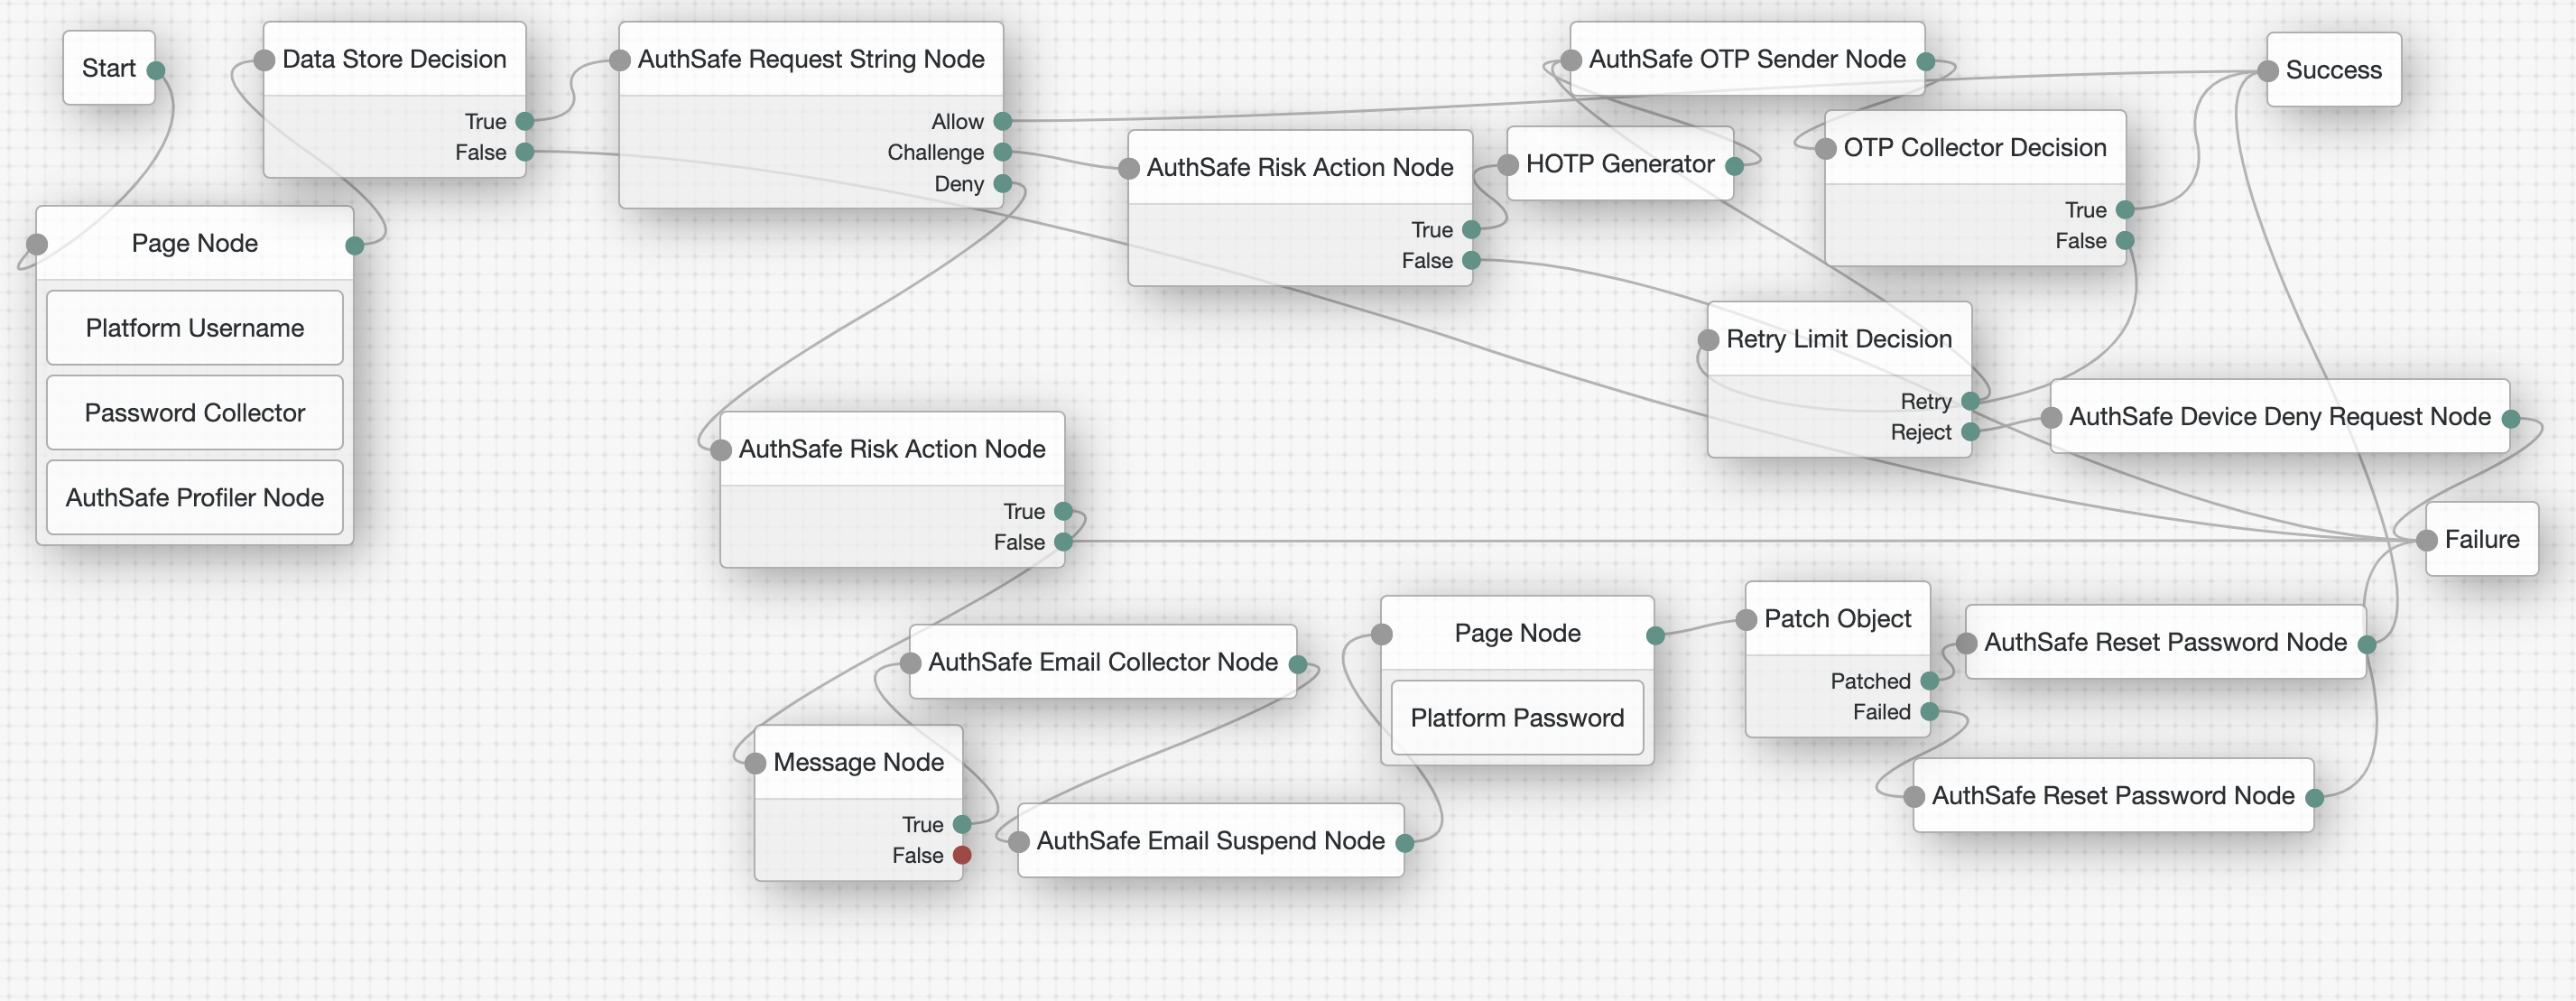 Start
Data Store Decision
True
False
AuthSafe Request String Node
Allow
Challenge
Deny
AuthSafe OTP Sender Node
Success
Page Node
Platform Username
Password Collector
AuthSafe Profiler Node
AuthSafe Risk Action Node
True
False
HOTP Generator
OTP Collector Decision
True
False
Retry Limit Decision
Retry
Reject
AuthSafe Device Deny Request Node
AuthSafe Risk Action Node
True
False
Failure
AuthSafe Email Collector Node
Page Node
Platform Password
Patch Object
Patched
Failed
AuthSafe Reset Password Node
Message Node
True
False
AuthSafe Email Suspend Node
AuthSafe Reset Password Node